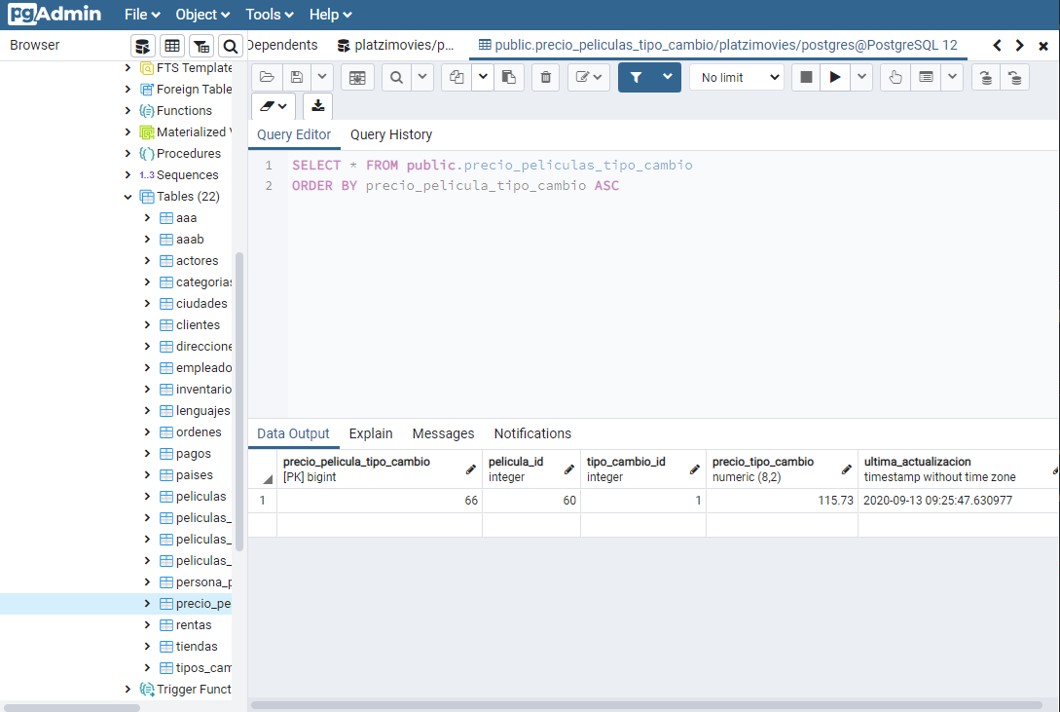 pgAdmin File Object Tools Help
Browser
Dependents platzimovies/p... public.precio_peliculas_tipo_cambio/platzimovies/postgres@PostgreSQL 12
FTS Template
Foreign Table
Functions
Materialized
Procedures
1..3 Sequences
Tables (22)
aaa
aaab
actores
categorias
ciudades
clientes
direccione
empleado
inventario
lenguajes
ordenes
pagos
paises
peliculas
peliculas_
peliculas_
peliculas_
persona_p
precio_pe
rentas
tiendas
tipos_cam
Trigger Funct
No limit
Query Editor Query History
1 SELECT * FROM public.precio_peliculas_tipo_cambio
2 ORDER BY precio_pelicula_tipo_cambio ASC
Data Output Explain Messages Notifications
precio_pelicula_tipo_cambio pelicula_id tipo_cambio_id precio_tipo_cambio ultima_actualizacion
[PK] bigint integer integer numeric (8,2) timestamp without time zone
1 66 60 1 115.73 2020-09-13 09:25:47.630977